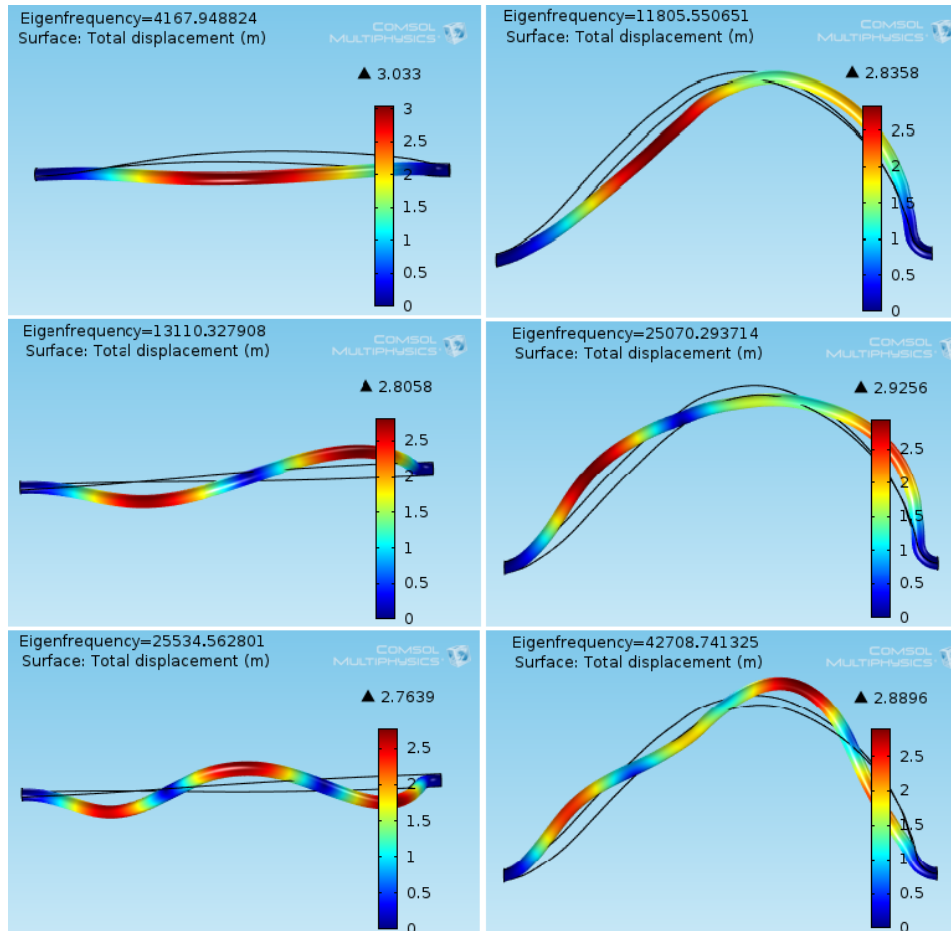 Eigenfrequency=4167.948824
Surface: Total displacement (m)
COMSOL
MULTIPHYSICS
▲ 3.033
3
2.5
2
1.5
1
0.5
0
Eigenfrequency=11805.550651
Surface: Total displacement (m)
COMSOL
MULTIPHYSICS
▲ 2.8358
2.5
2
1.5
1
0.5
0
Eigenfrequency=13110.327908
Surface: Total displacement (m)
COMSOL
MULTIPHYSICS
▲ 2.8058
2.5
2
1.5
1
0.5
0
Eigenfrequency=25070.293714
Surface: Total displacement (m)
COMSOL
MULTIPHYSICS
▲ 2.9256
2.5
2
1.5
1
0.5
0
Eigenfrequency=25534.562801
Surface: Total displacement (m)
COMSOL
MULTIPHYSICS
▲ 2.7639
2.5
2
1.5
1
0.5
0
Eigenfrequency=42708.741325
Surface: Total displacement (m)
COMSOL
MULTIPHYSICS
▲ 2.8896
2.5
2
1.5
1
0.5
0